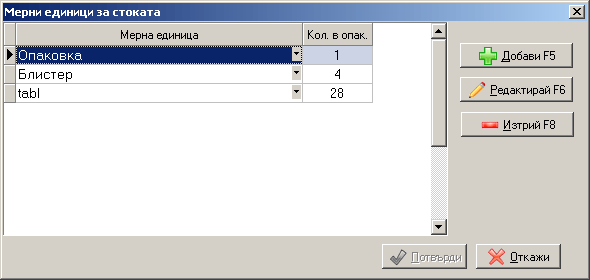 Мерни единици за стоката
Мерна единица Кол. в опак.
Опаковка 1
Блистер 4
tabl 28
Добави F5
Редактирай F6
Изтрий F8
Потвърди Откажи